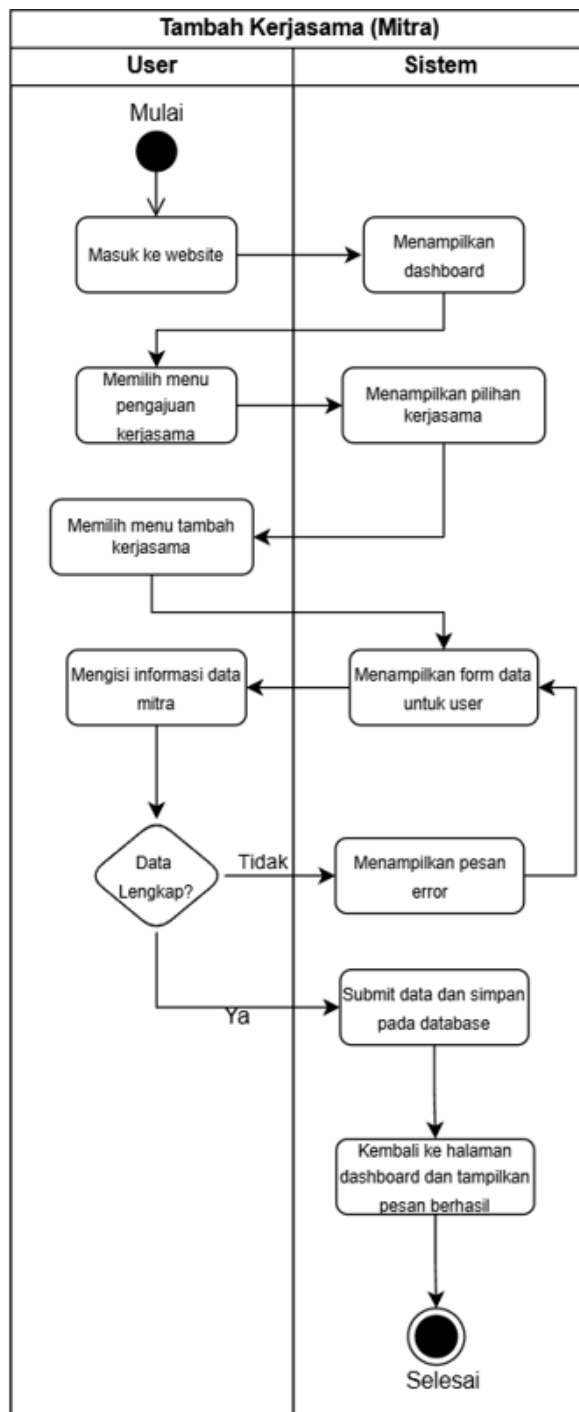 Tambah Kerjasama (Mitra)
User
Sistem
Mulai
Masuk ke website
Menampilkan
dashboard
Memilih menu
pengajuan
kerjasama
Menampilkan pilihan
kerjasama
Memilih menu tambah
kerjasama
Menampilkan form data
untuk user
Mengisi informasi data
mitra
Data
Lengkap?
Tidak
Menampilkan pesan
error
Ya
Submit data dan simpan
pada database
Kembali ke halaman
dashboard dan tampilkan
pesan berhasil
Selesai